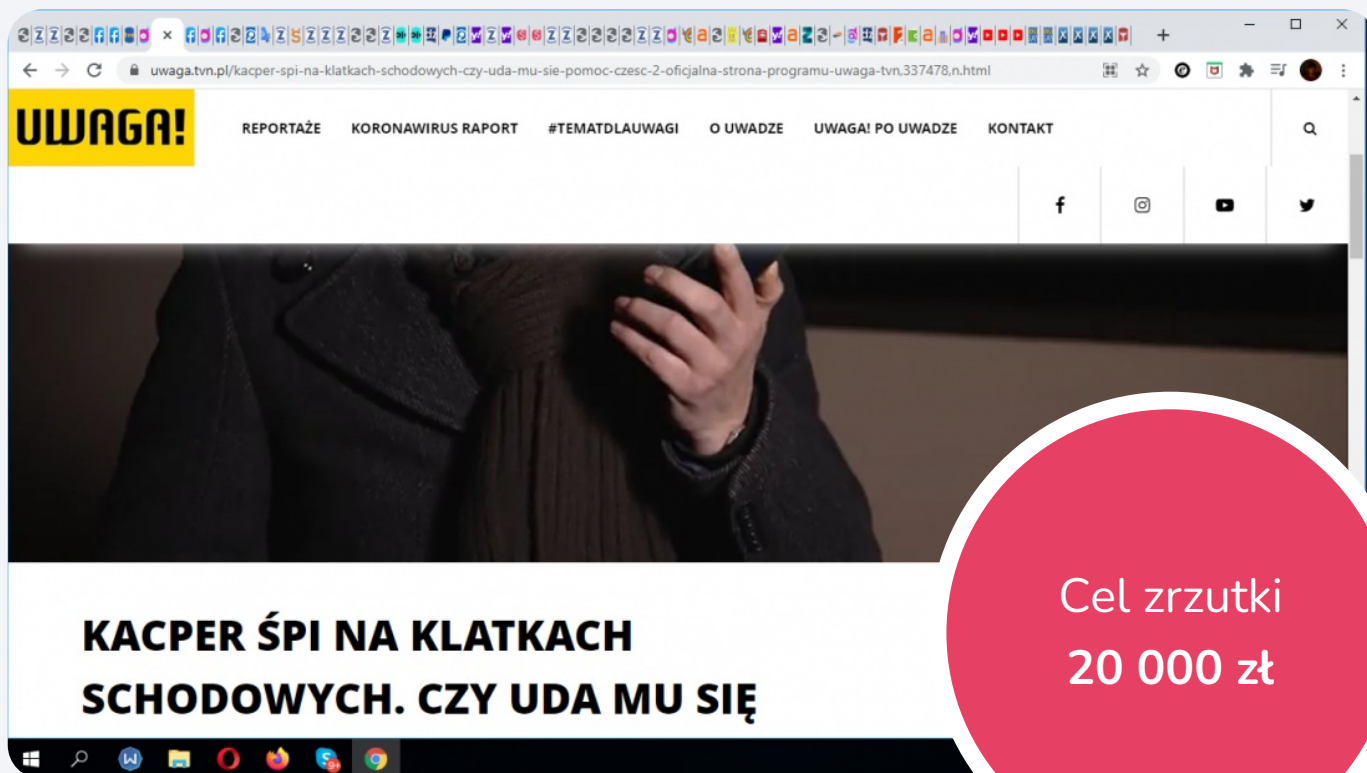 uwaga.tvn.pl/kacper-spi-na-klatkach-schodowych-czy-uda-mu-sie-pomoc-czesc-2-oficjalna-strona-programu-uwaga-tvn,337478,n.html
UWAGA!
REPORTAŻE KORONAWIRUS RAPORT #TEMATDLAUWAGI O UWADZE UWAGA! PO UWADZE KONTAKT
KACPER ŚPI NA KLATKACH
SCHODOWYCH. CZY UDA MU SIĘ
Cel zrzutki
20 000 zł